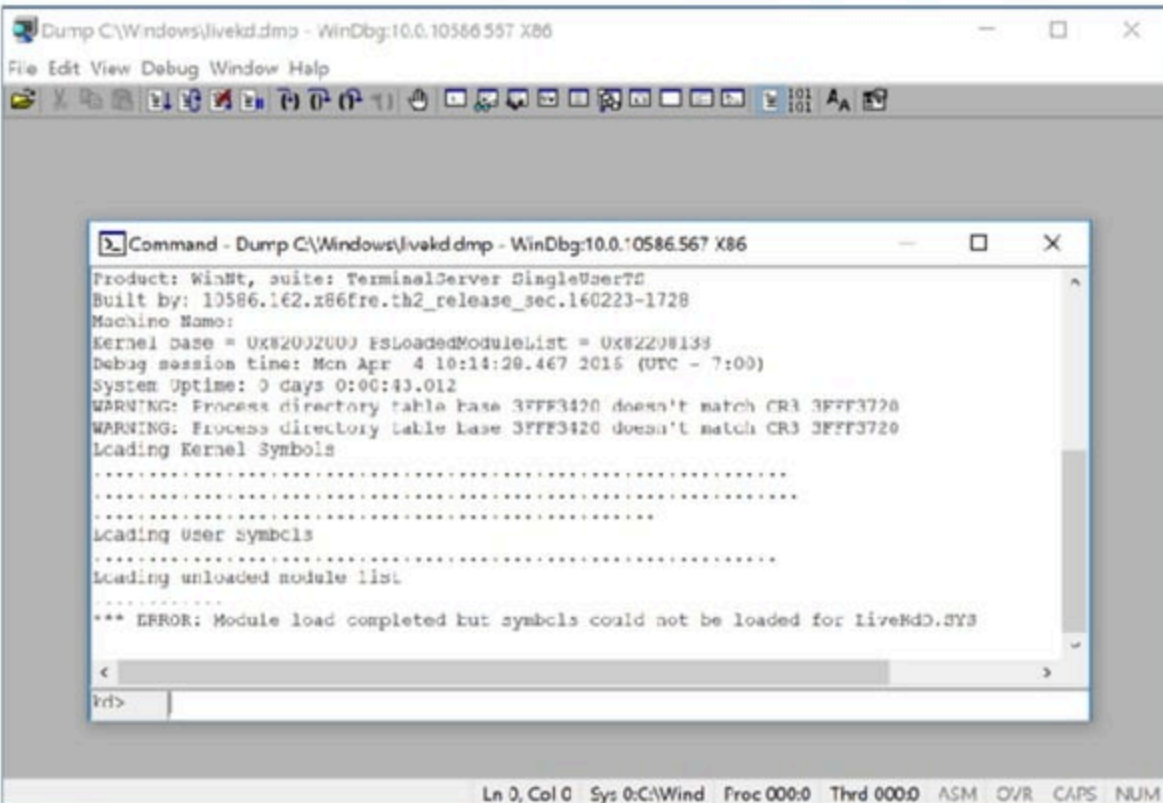 Dump C:\Windows\livekd.dmp - WinDbg:10.0.10586.567 X86
File Edit View Debug Window Help
Command - Dump C:\Windows\livekd.dmp - WinDbg:10.0.10586.567 X86
Product: WinNt, suite: TerminalServer SingleUserTS
Built by: 10586.162.x86fre.th2_release_sec.160223-1728
Machine Name:
Kernel base = 0x82002000 PsLoadedModuleList = 0x82208138
Debug session time: Mon Apr 4 10:14:28.467 2016 (UTC - 7:00)
System Uptime: 0 days 0:00:43.012
WARNING: Process directory table base 3FFF3420 doesn't match CR3 3FFF3720
WARNING: Process directory table base 3FFF3420 doesn't match CR3 3FFF3720
Loading Kernel Symbols
Loading User Symbols
Loading unloaded module list
*** ERROR: Module load completed but symbols could not be loaded for LiveKdD.SYS
kd>
Ln 0, Col 0 Sys 0:C:\Wind Proc 000:0 Thrd 000:0 ASM OVR CAPS NUM